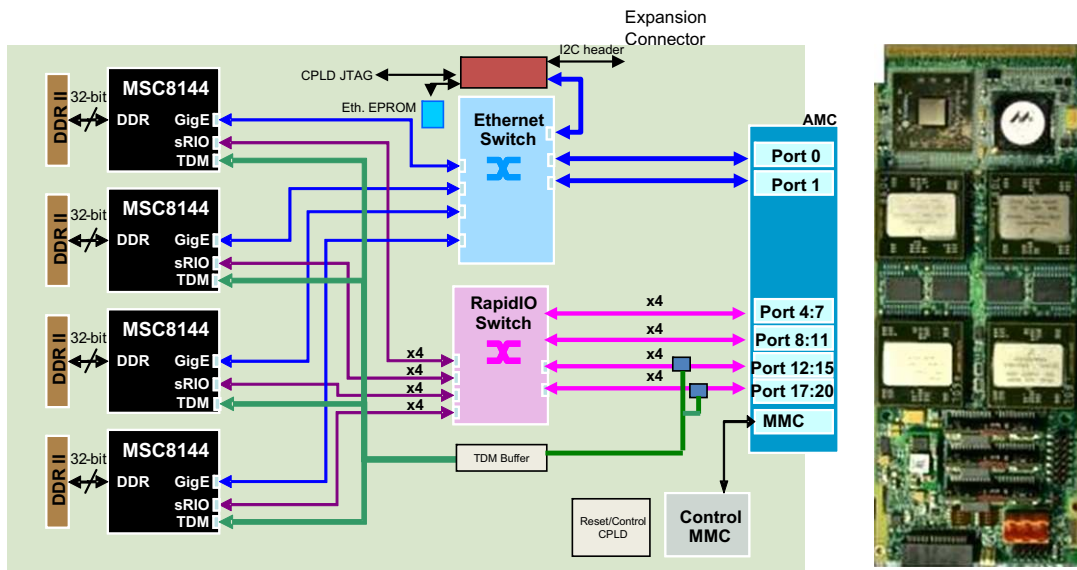 Expansion
Connector
I2C header
CPLD JTAG
Eth. EPROM
AMC
DDR II
32-bit
MSC8144
DDR
GigE
sRIO
TDM
DDR II
32-bit
MSC8144
DDR
GigE
sRIO
TDM
DDR II
32-bit
MSC8144
DDR
GigE
sRIO
TDM
DDR II
32-bit
MSC8144
DDR
GigE
sRIO
TDM
Ethernet
Switch
Port 0
Port 1
RapidIO
Switch
x4
x4
x4
x4
x4
x4
x4
x4
Port 4:7
Port 8:11
Port 12:15
Port 17:20
MMC
TDM Buffer
Reset/Control
CPLD
Control
MMC